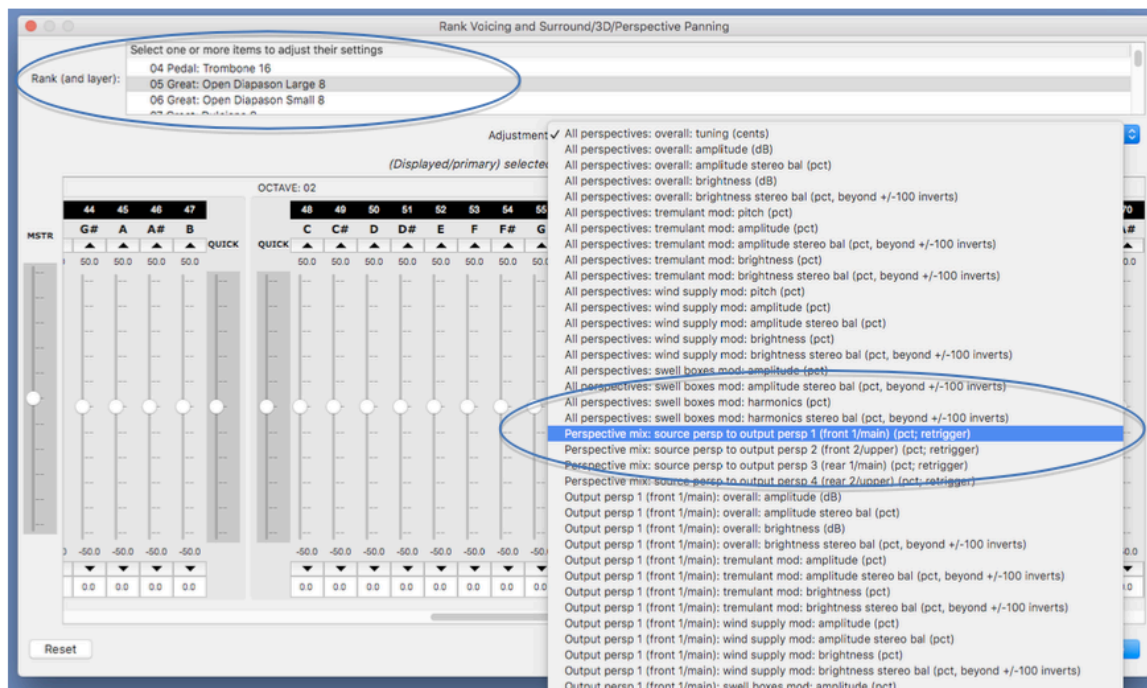 Rank Voicing and Surround/3D/Perspective Panning
Select one or more items to adjust their settings
Rank (and layer):
04 Pedal: Trombone 16
05 Great: Open Diapason Large 8
06 Great: Open Diapason Small 8
07 Great: Dulciana 8
Adjustment
✓ All perspectives: overall: tuning (cents)
All perspectives: overall: amplitude (dB)
All perspectives: overall: amplitude stereo bal (pct)
All perspectives: overall: brightness (dB)
All perspectives: overall: brightness stereo bal (pct, beyond +/-100 inverts)
All perspectives: tremulant mod: pitch (pct)
All perspectives: tremulant mod: amplitude (pct)
All perspectives: tremulant mod: amplitude stereo bal (pct, beyond +/-100 inverts)
All perspectives: tremulant mod: brightness (pct)
All perspectives: tremulant mod: brightness stereo bal (pct, beyond +/-100 inverts)
All perspectives: wind supply mod: pitch (pct)
All perspectives: wind supply mod: amplitude (pct)
All perspectives: wind supply mod: amplitude stereo bal (pct)
All perspectives: wind supply mod: brightness (pct)
All perspectives: wind supply mod: brightness stereo bal (pct, beyond +/-100 inverts)
All perspectives: swell boxes mod: amplitude (pct)
All perspectives: swell boxes mod: amplitude stereo bal (pct, beyond +/-100 inverts)
All perspectives: swell boxes mod: harmonics (pct)
All perspectives: swell boxes mod: harmonics stereo bal (pct, beyond +/-100 inverts)
Perspective mix: source persp to output persp 1 (front 1/main) (pct; retrigger)
Perspective mix: source persp to output persp 2 (front 2/upper) (pct; retrigger)
Perspective mix: source persp to output persp 3 (rear 1/main) (pct; retrigger)
Perspective mix: source persp to output persp 4 (rear 2/upper) (pct; retrigger)
Output persp 1 (front 1/main): overall: amplitude (dB)
Output persp 1 (front 1/main): overall: amplitude stereo bal (pct)
Output persp 1 (front 1/main): overall: brightness (dB)
Output persp 1 (front 1/main): overall: brightness stereo bal (pct, beyond +/-100 inverts)
Output persp 1 (front 1/main): tremulant mod: amplitude (pct)
Output persp 1 (front 1/main): tremulant mod: amplitude stereo bal (pct, beyond +/-100 inverts)
Output persp 1 (front 1/main): tremulant mod: brightness (pct)
Output persp 1 (front 1/main): tremulant mod: brightness stereo bal (pct, beyond +/-100 inverts)
Output persp 1 (front 1/main): wind supply mod: amplitude (pct)
Output persp 1 (front 1/main): wind supply mod: amplitude stereo bal (pct)
Output persp 1 (front 1/main): wind supply mod: brightness (pct)
Output persp 1 (front 1/main): wind supply mod: brightness stereo bal (pct, beyond +/-100 inverts)
Output persp 1 (front 1/main): swell boxes mod: amplitude (pct)
(Displayed/primary) selected
OCTAVE: 02
44 45 46 47 48 49 50 51 52 53 54 55 70
MSTR G# A A# B C C# D D# E F F# G A#
QUICK QUICK
50.0 50.0 50.0 50.0 50.0 50.0 50.0 50.0 50.0 50.0 50.0 50.0
-50.0 -50.0 -50.0 -50.0 -50.0 -50.0 -50.0 -50.0 -50.0 -50.0
0.0 0.0 0.0 0.0 0.0 0.0 0.0 0.0 0.0 0.0 0.0
Reset